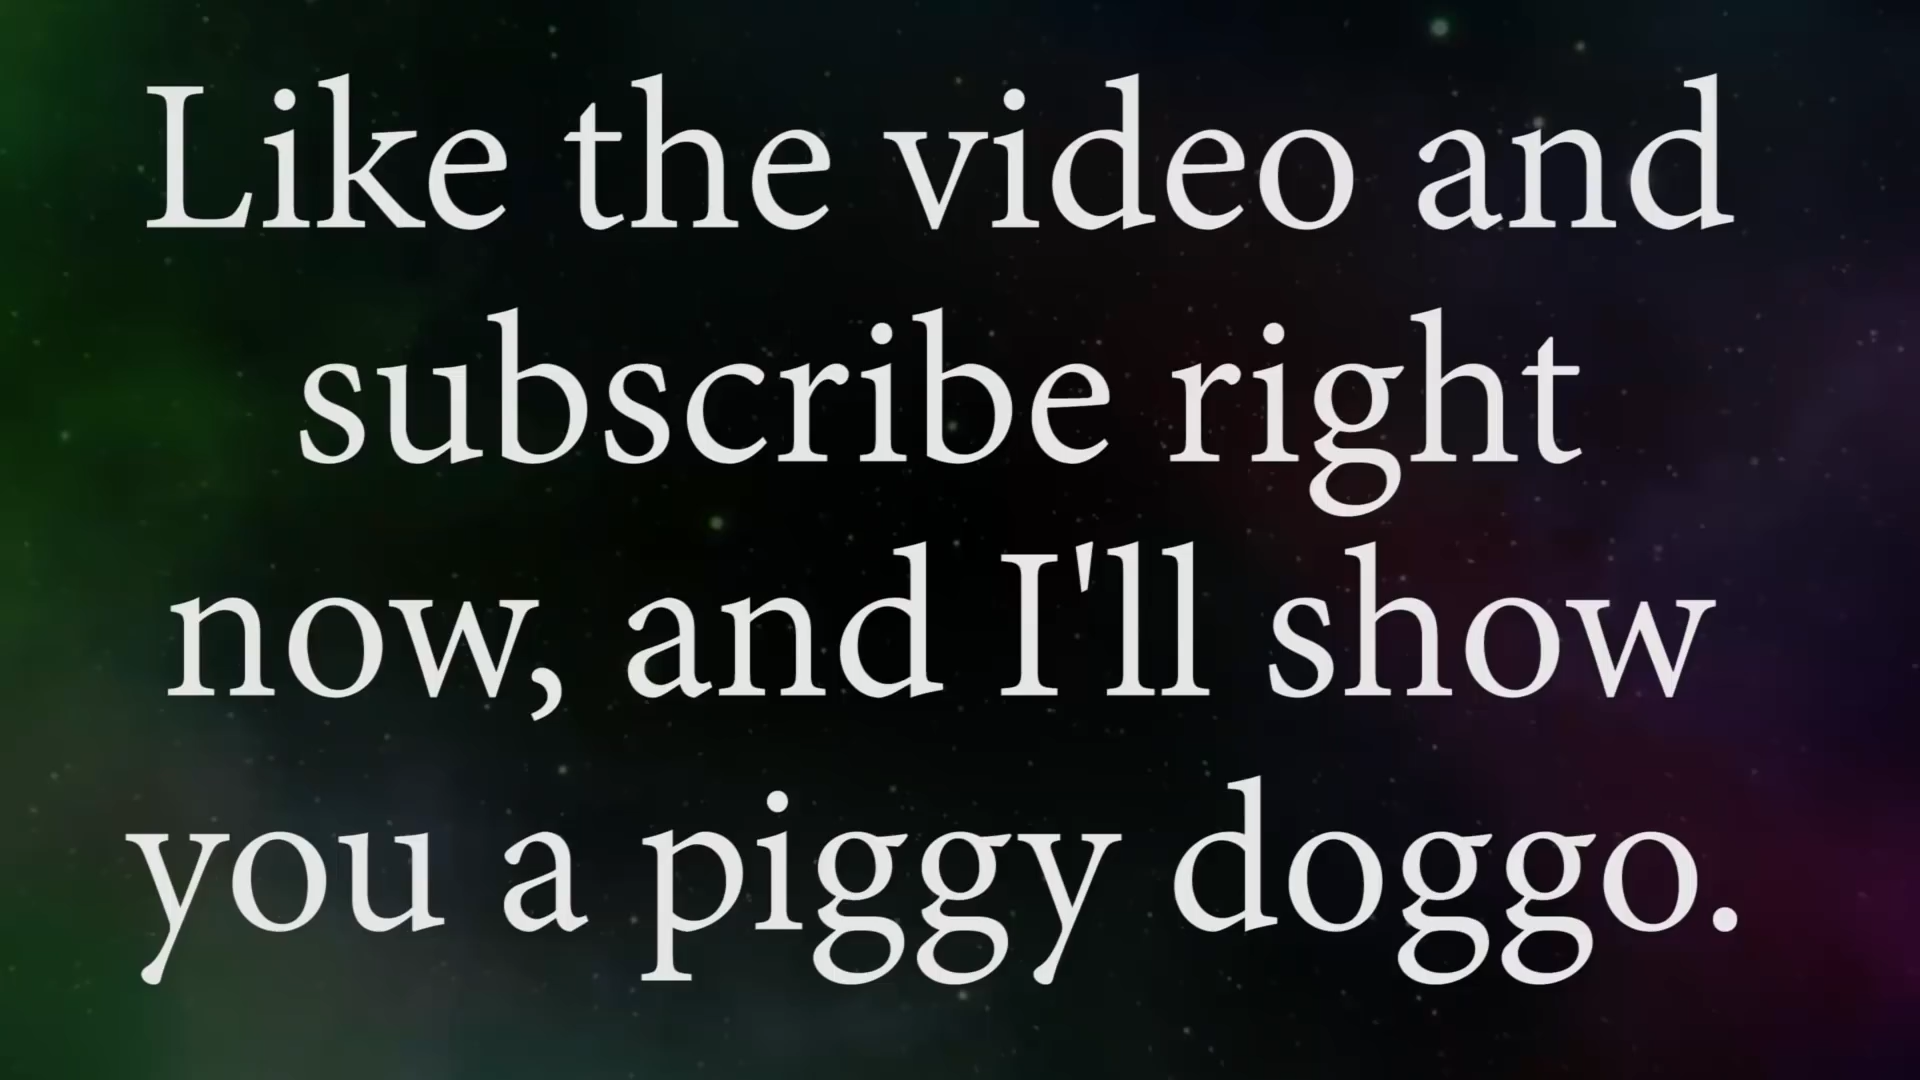 Like the video and
subscribe right
now, and I'll show
you a piggy doggo.